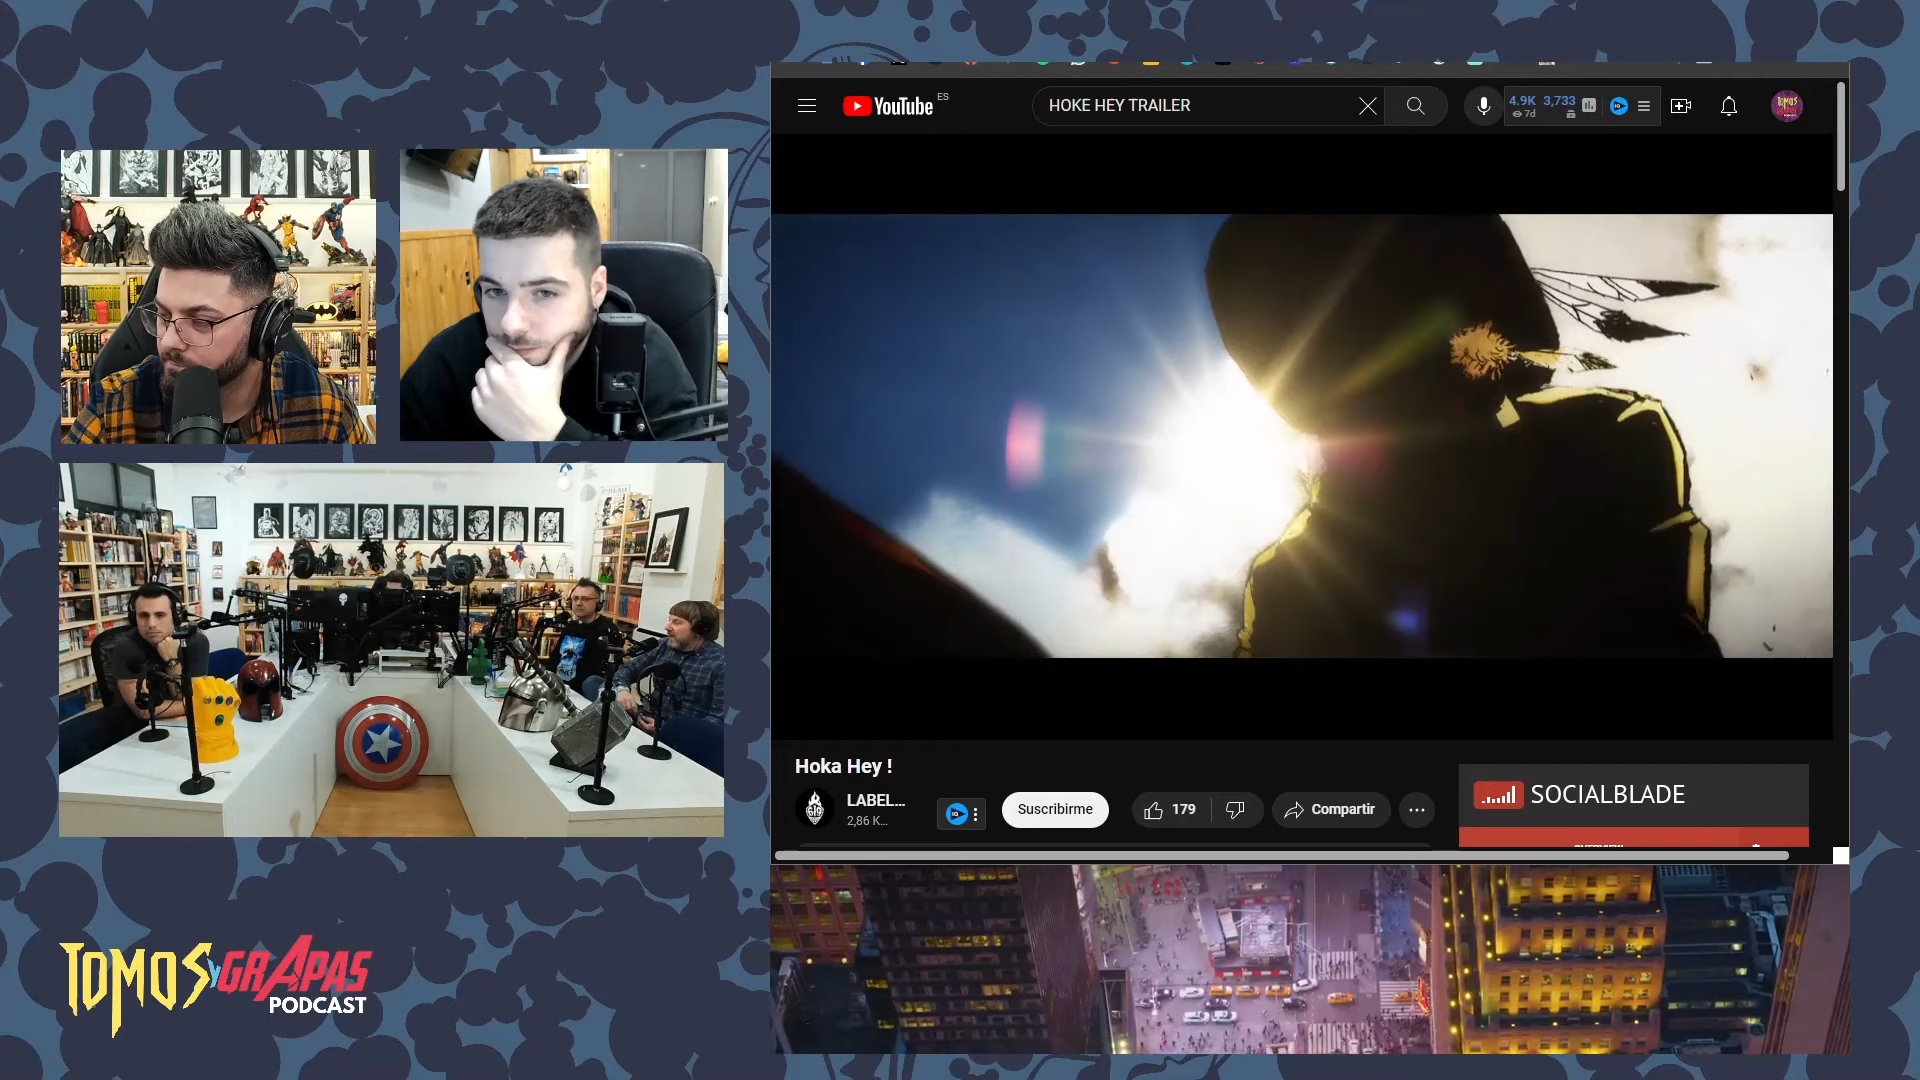 YouTube
ES
HOKE HEY TRAILER
4.9K 3,733
7d
Hoka Hey !
LABEL...
2,86 K...
Suscribirme
179
Compartir
SOCIALBLADE
TOMOS Y GRAPAS
PODCAST